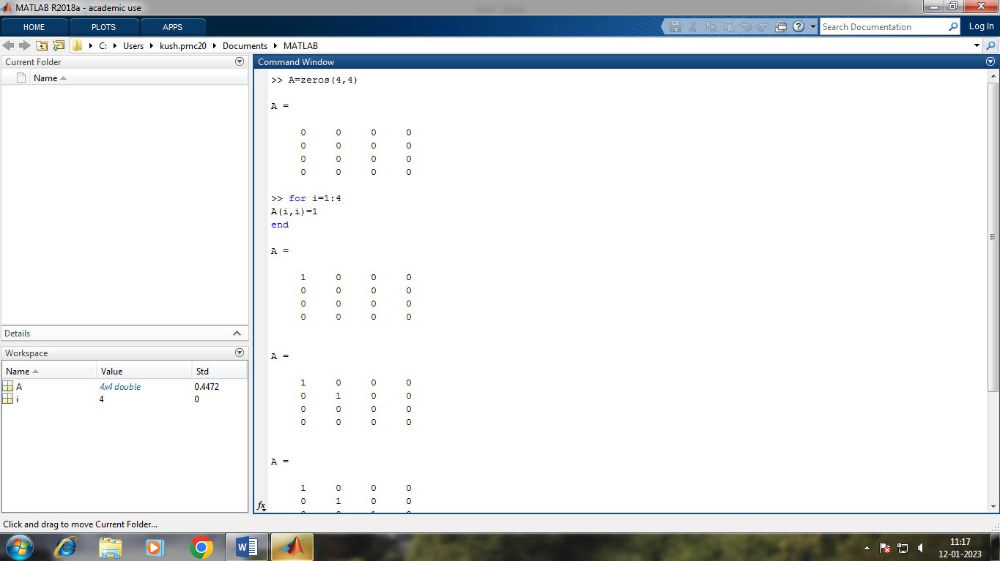 MATLAB R2018a - academic use
HOME PLOTS APPS
Search Documentation
Log In
C: Users kush.pmc20 Documents MATLAB
Current Folder
Name
Details
Workspace
Name Value Std
A 4x4 double 0.4472
i 4 0
Command Window
>> A=zeros(4,4)
A =
0 0 0 0
0 0 0 0
0 0 0 0
0 0 0 0
>> for i=1:4
A(i,i)=1
end
A =
1 0 0 0
0 0 0 0
0 0 0 0
0 0 0 0
A =
1 0 0 0
0 1 0 0
0 0 0 0
0 0 0 0
A =
1 0 0 0
0 1 0 0
fx
Click and drag to move Current Folder...
11:17
12-01-2023